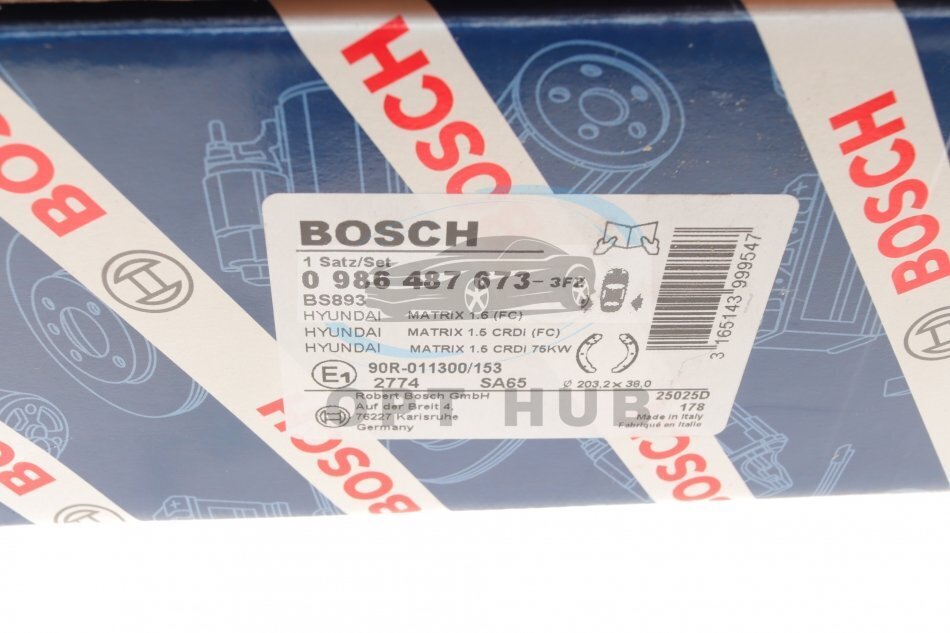 BOSCH
BOSCH
BOSCH
BOSCH
1 Satz/Set
0 986 487 673 - 3F2
BS893
HYUNDAI MATRIX 1.6 (FC)
HYUNDAI MATRIX 1.5 CRDi (FC)
HYUNDAI MATRIX 1.5 CRDi 75KW
E1 90R-011300/153
2774 SA65 Ø 203,2 x 38,0
Robert Bosch GmbH
Auf der Breit 4,
76227 Karlsruhe
Germany
25025D
178
Made in Italy
Fabriqué en Italie
3 165143 999547
OPT HUB
BOSCH
BOSCH